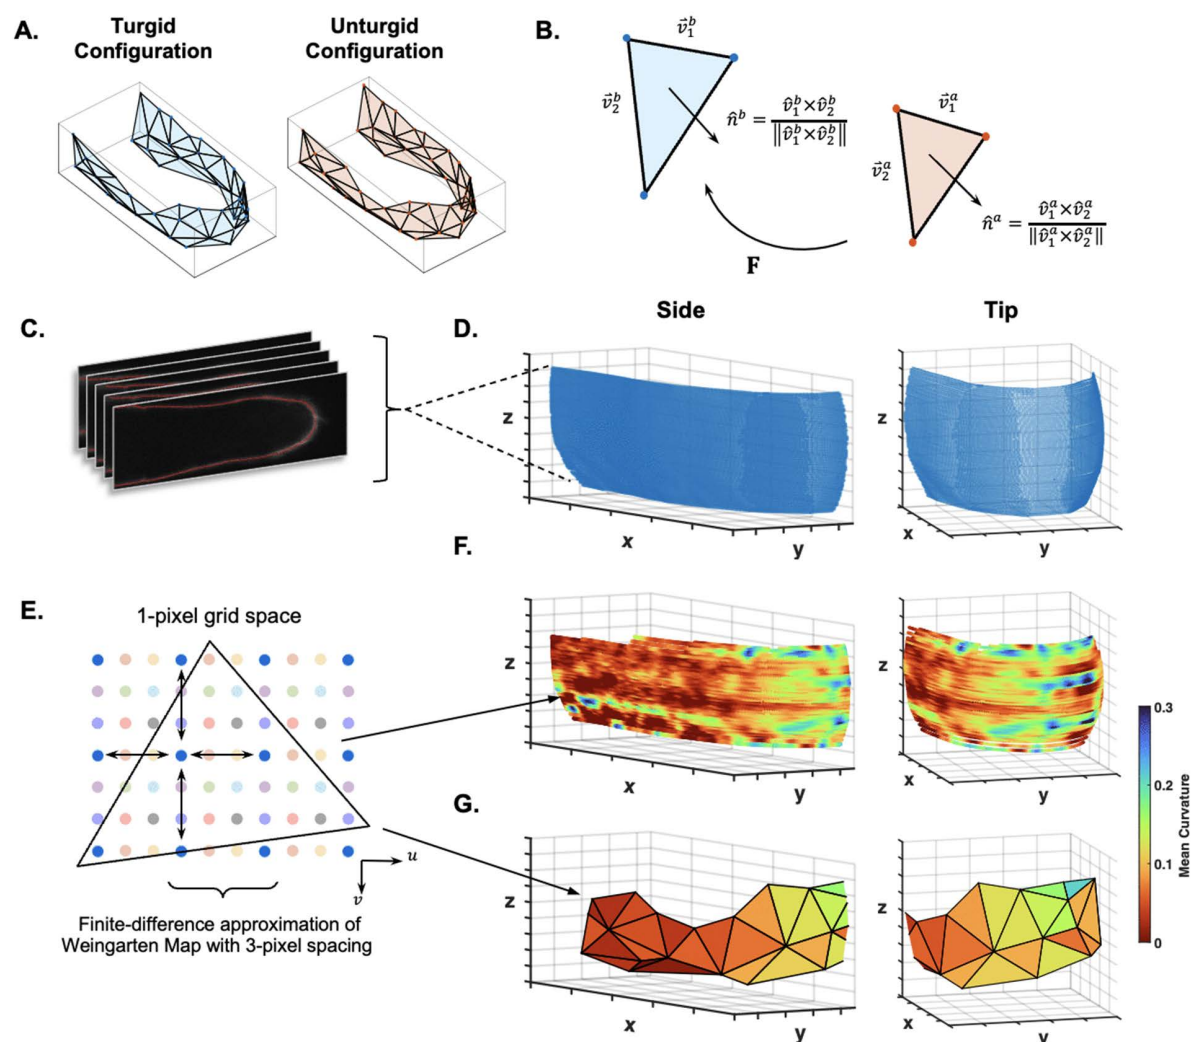 A.
Turgid
Configuration
Unturgid
Configuration
B.
v⃗₁ᵇ
v⃗₂ᵇ
n̂ᵇ = v̂₁ᵇ×v̂₂ᵇ / ‖v̂₁ᵇ×v̂₂ᵇ‖
v⃗₁ᵃ
v⃗₂ᵃ
n̂ᵃ = v̂₁ᵃ×v̂₂ᵃ / ‖v̂₁ᵃ×v̂₂ᵃ‖
F
C.
D.
Side
Tip
z
x
y
z
x
y
E.
1-pixel grid space
u
v
Finite-difference approximation of
Weingarten Map with 3-pixel spacing
F.
z
x
y
z
x
y
G.
z
x
y
z
x
y
0.3
0.2
0.1
0
Mean Curvature